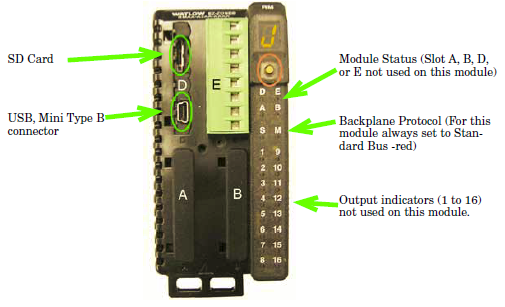 SD Card
USB, Mini Type B
connector
WATLOW
D
E
A
B
D E
A B
S M
1 9
2 10
3 11
4 12
5 13
6 14
7 15
8 16
Module Status (Slot A, B, D,
or E not used on this module)
Backplane Protocol (For this
module always set to Stan-
dard Bus -red)
Output indicators (1 to 16)
not used on this module.